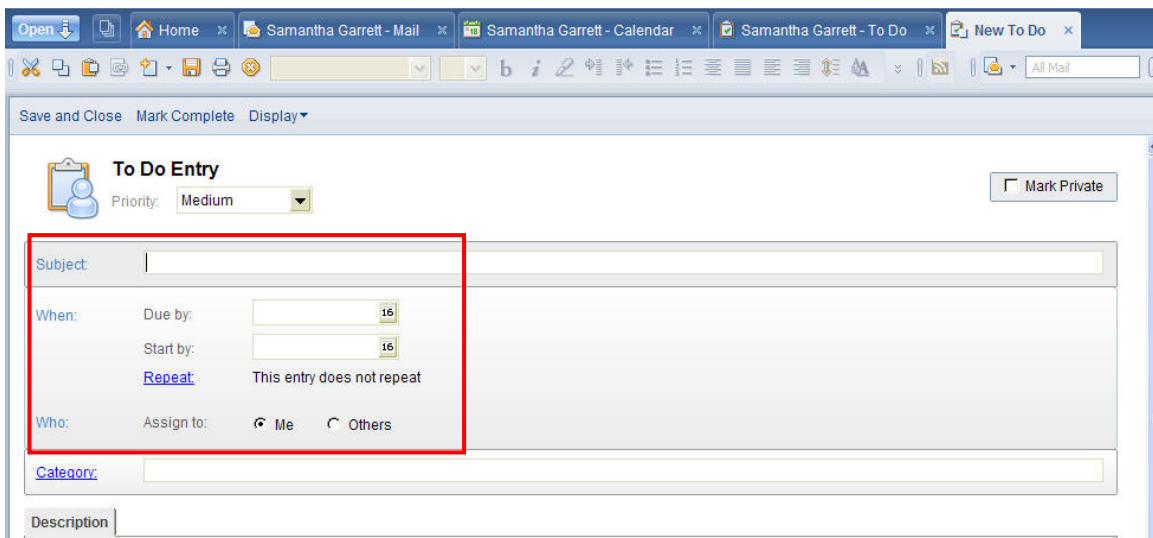 Open Home Samantha Garrett - Mail 18 Samantha Garrett - Calendar Samantha Garrett - To Do New To Do
b i All Mail
Save and Close Mark Complete Display
To Do Entry
Priority: Medium
Mark Private
Subject:
When: Due by: 16
Start by: 16
Repeat: This entry does not repeat
Who: Assign to: Me Others
Category:
Description